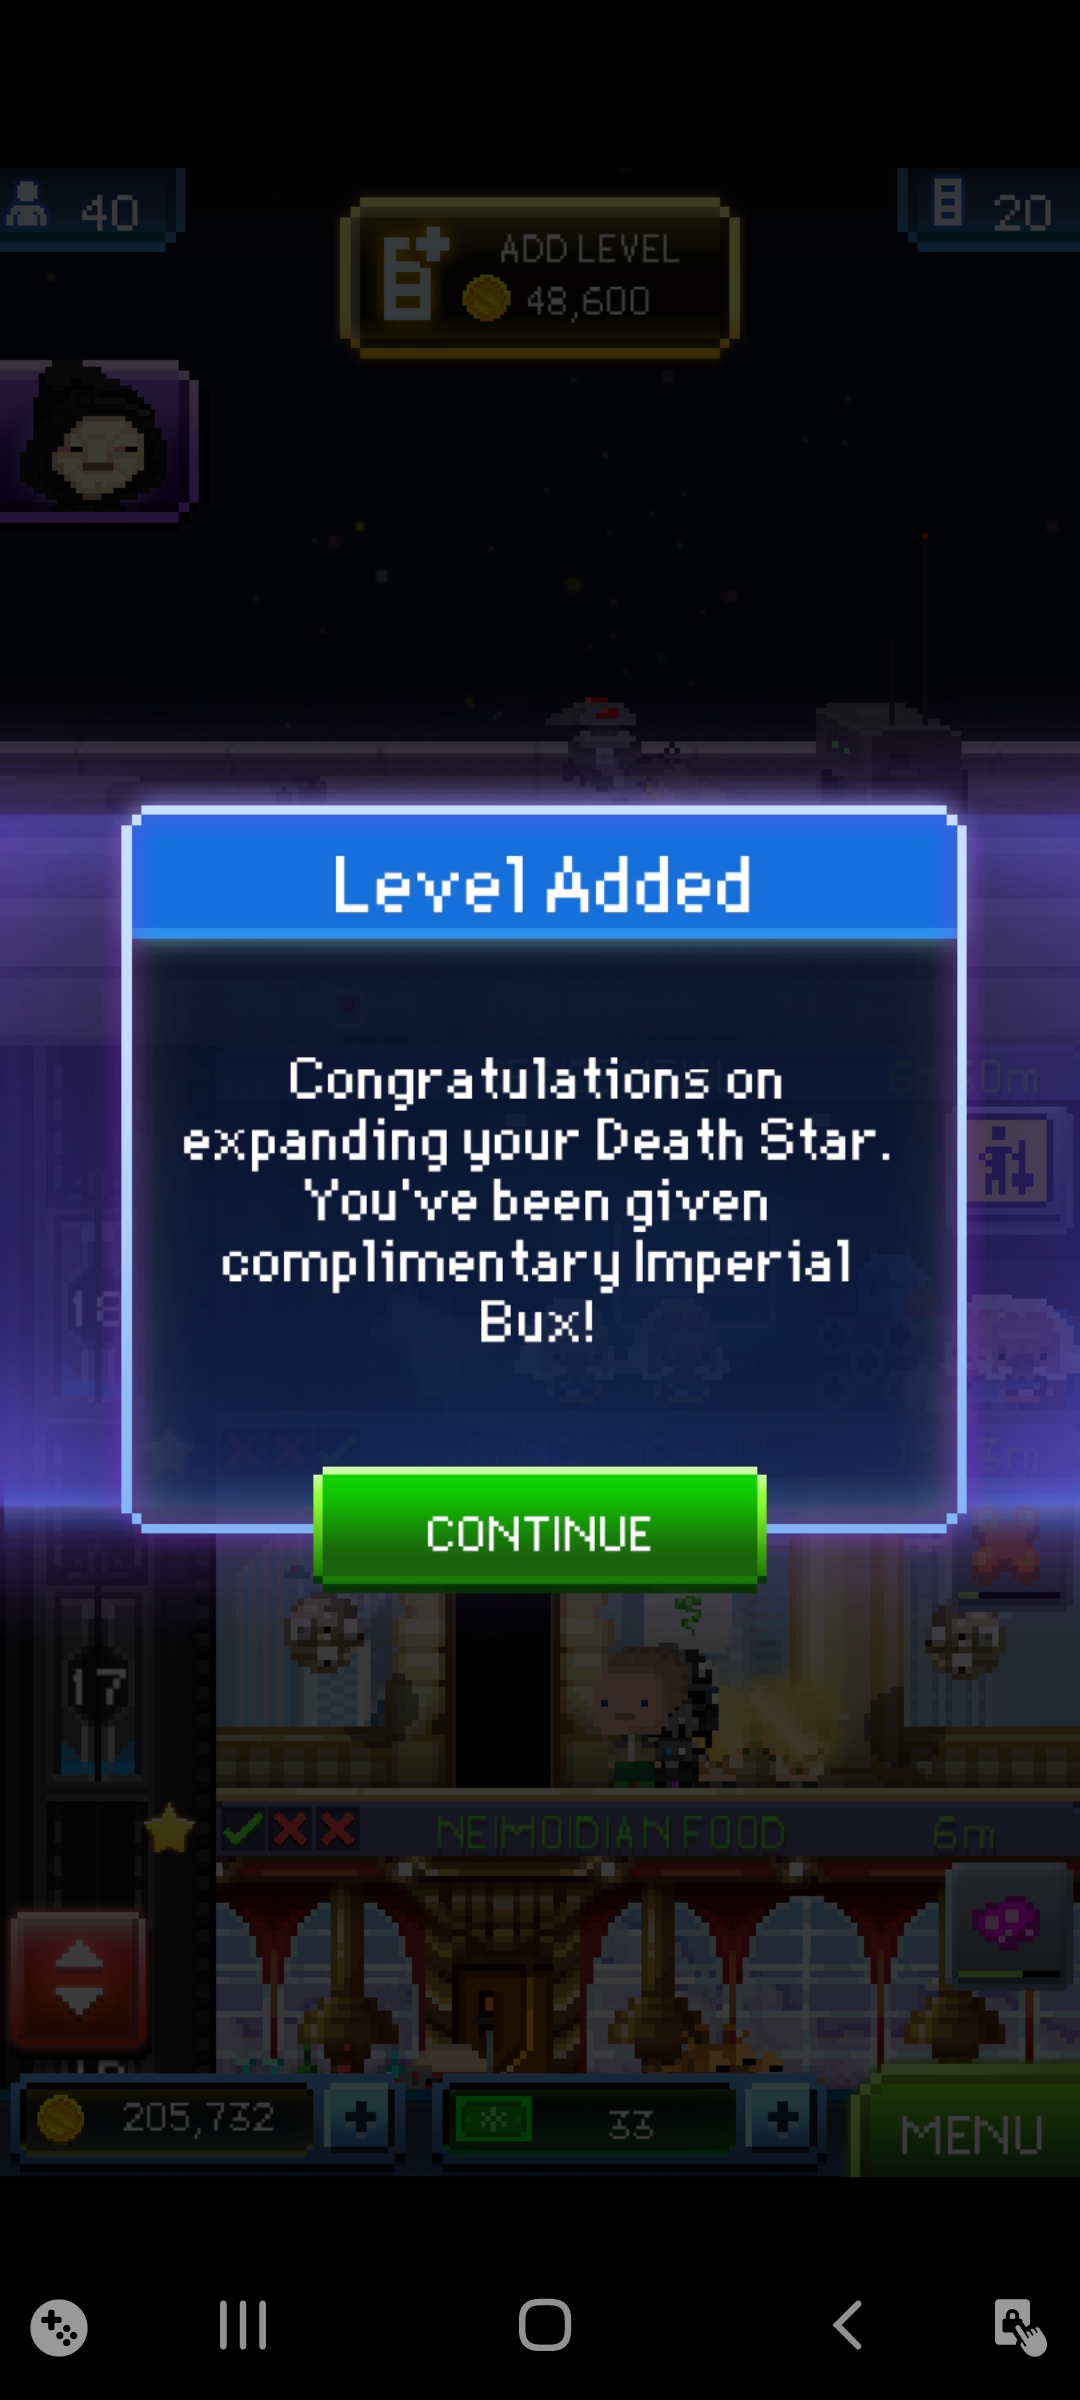 40
ADD LEVEL
48,600
20
Level Added
Congratulations on
expanding your Death Star.
You've been given
complimentary Imperial
Bux!
18
CONTINUE
17
NEIMOIDIAN FOOD
6m
205,732
33
MENU